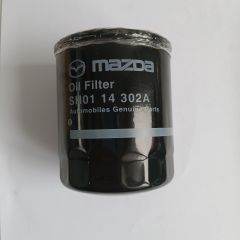 mazda
Oil Filter
SH01 14 302A
Automobiles Genuine Parts